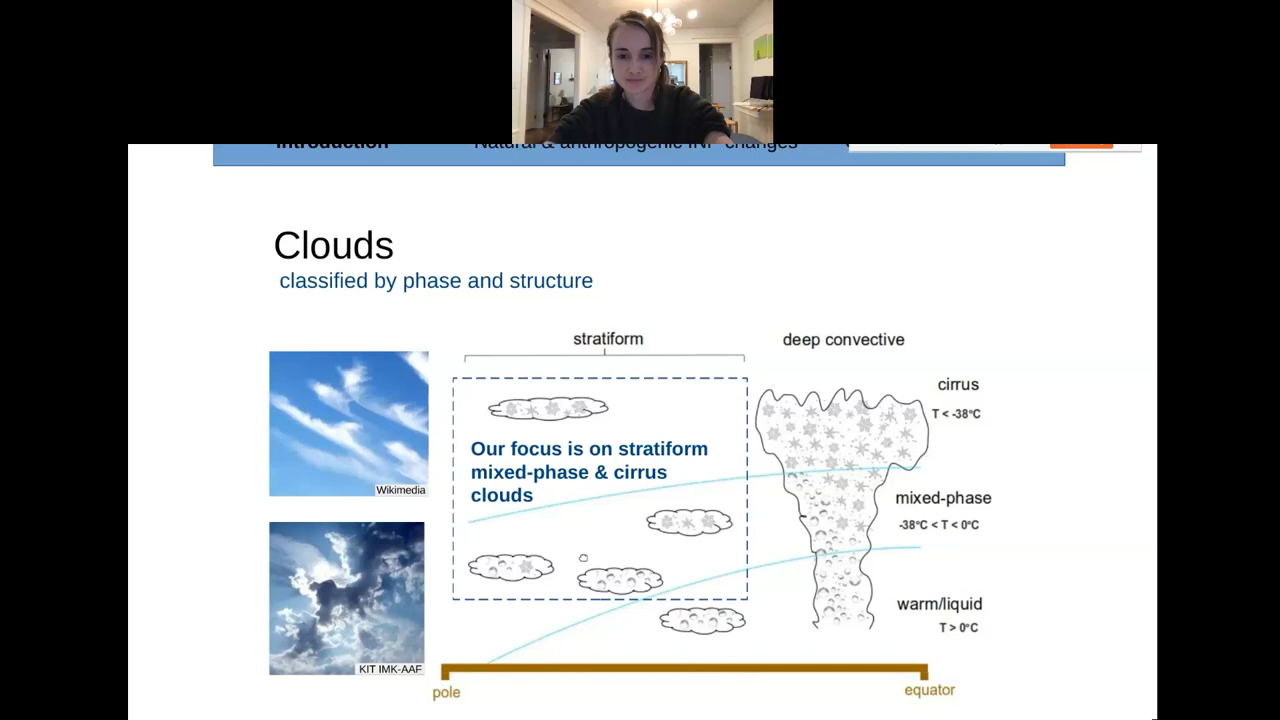 Introduction
Natural & anthropogenic INP changes
Clouds
classified by phase and structure
stratiform
deep convective
cirrus
T < -38°C
Our focus is on stratiform
mixed-phase & cirrus
clouds
Wikimedia
mixed-phase
-38°C < T < 0°C
warm/liquid
T > 0°C
KIT IMK-AAF
pole
equator